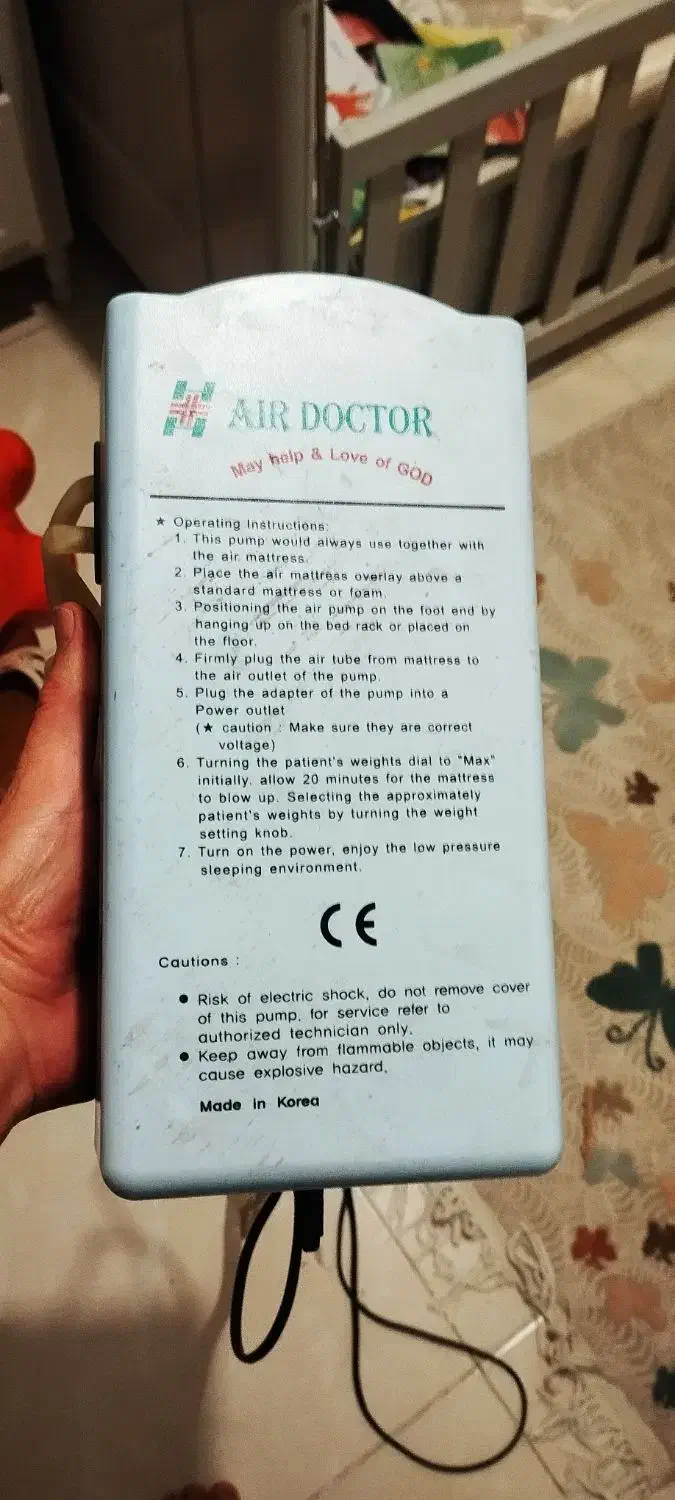 AIR DOCTOR
May help & Love of GOD
★ Operating Instructions:
1. This pump would always use together with
the air mattress.
2. Place the air mattress overlay above a
standard mattress or foam.
3. Positioning the air pump on the foot end by
hanging up on the bed rack or placed on
the floor.
4. Firmly plug the air tube from mattress to
the air outlet of the pump.
5. Plug the adapter of the pump into a
Power outlet
(★ caution : Make sure they are correct
voltage)
6. Turning the patient's weights dial to "Max"
initially, allow 20 minutes for the mattress
to blow up. Selecting the approximately
patient's weights by turning the weight
setting knob.
7. Turn on the power, enjoy the low pressure
sleeping environment.
CE
Cautions :
● Risk of electric shock, do not remove cover
of this pump, for service refer to
authorized technician only.
● Keep away from flammable objects, it may
cause explosive hazard.
Made in Korea